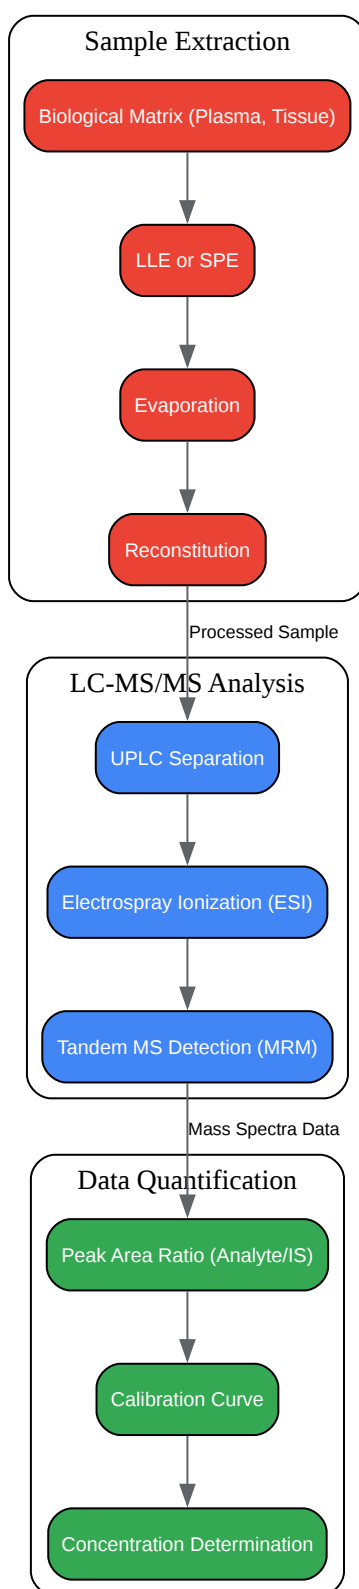 Sample Extraction
Biological Matrix (Plasma, Tissue)
LLE or SPE
Evaporation
Reconstitution
Processed Sample
LC-MS/MS Analysis
UPLC Separation
Electrospray Ionization (ESI)
Tandem MS Detection (MRM)
Mass Spectra Data
Data Quantification
Peak Area Ratio (Analyte/IS)
Calibration Curve
Concentration Determination